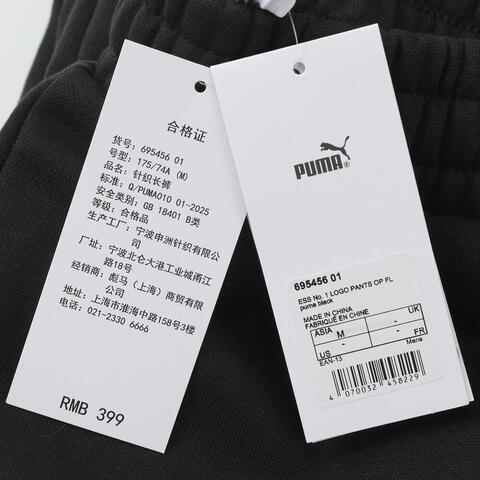 合格证
货号: 695456 01
号型: 175/74A (M)
品名: 针织长裤
标准: Q/PUMA010 01-2025
安全类别: GB 18401 B类
等级: 合格品
生产工厂: 宁波申洲针织有限公司
厂址: 宁波北仑大港工业城甬江路18号
经销商: 彪马（上海）商贸有限公司
地址: 上海市淮海中路158号3楼
电话: 021-2330 6666
RMB 399
PUMA®
695456 01
ESS No. 1 LOGO PANTS OP FL
puma black
MADE IN CHINA
FABRIQUÉ EN CHINE
ASIA M - UK
US - - FR
EAN-13 Mens
4 070032 458229